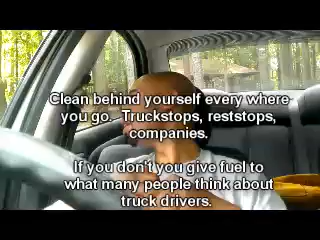 Clean behind yourself every where
you go. Truckstops, reststops,
companies.
If you don't you give fuel to
what many people think about
truck drivers.